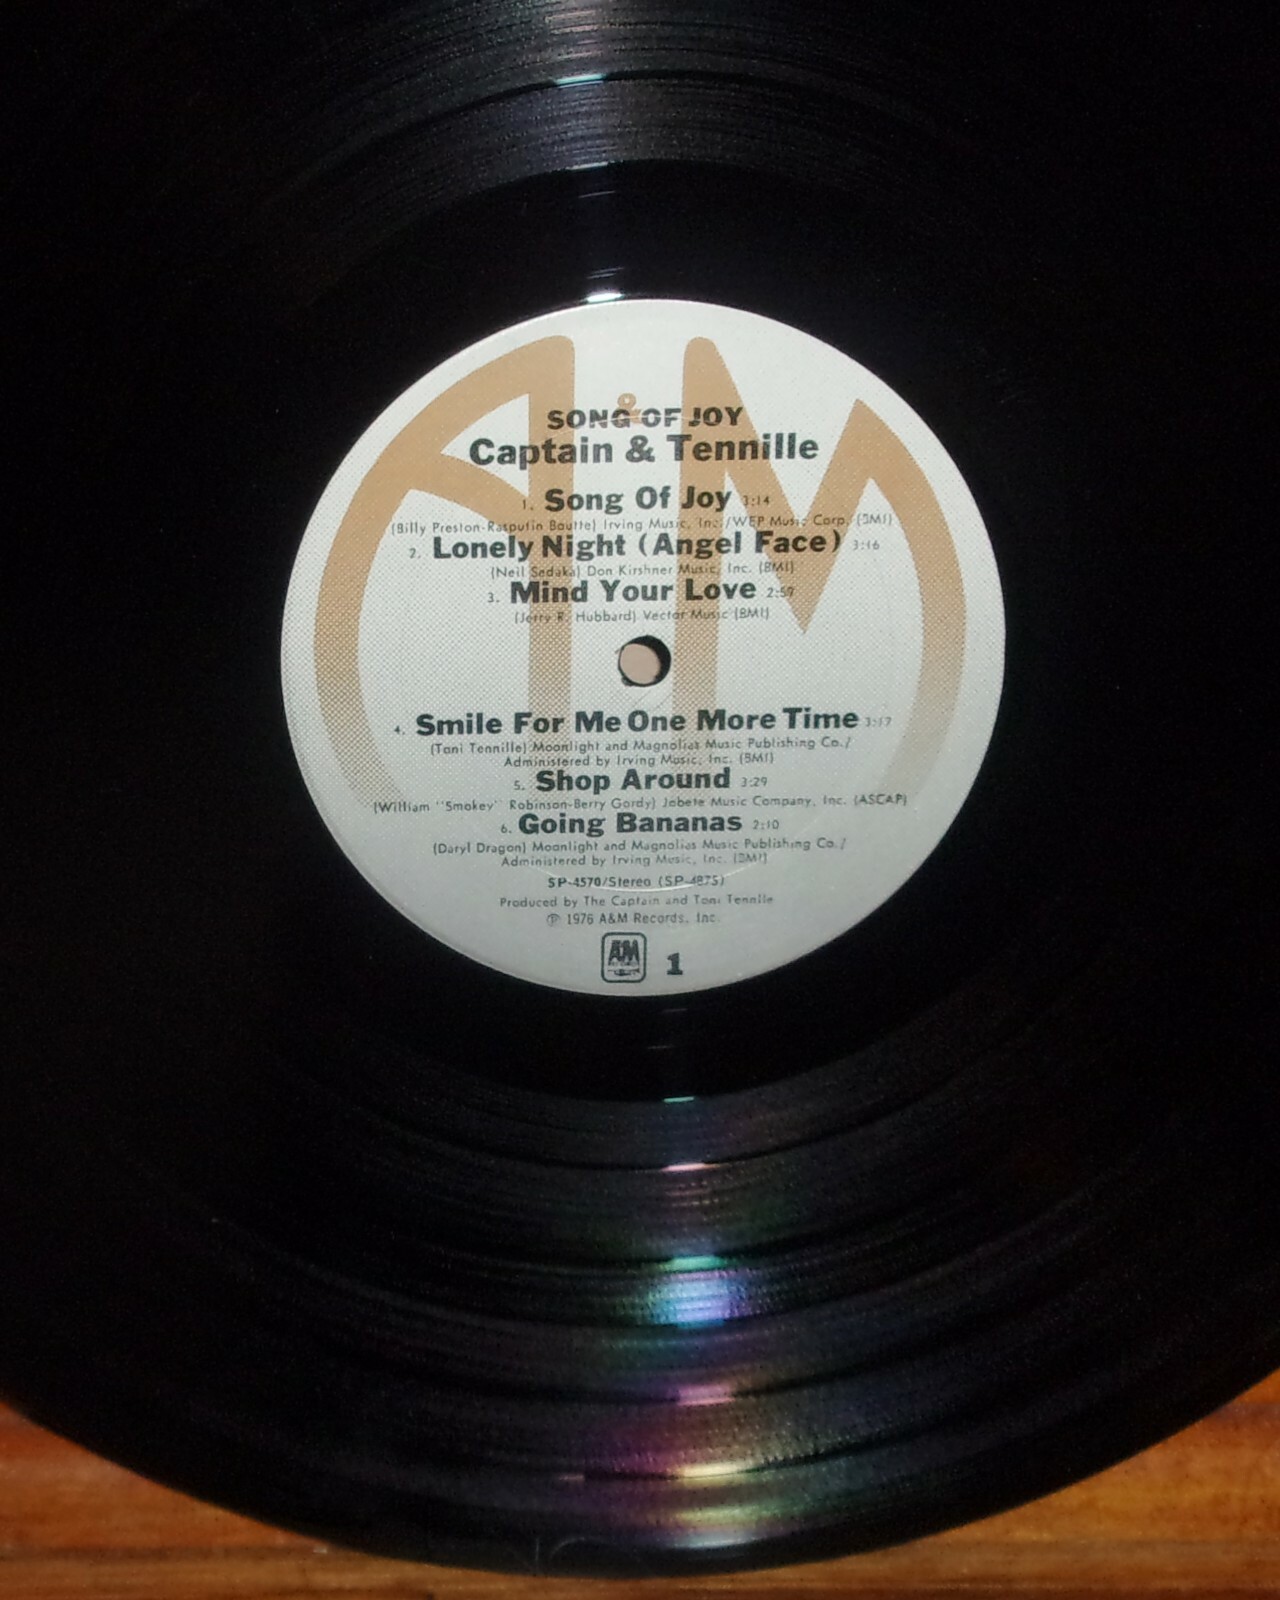 &
SONG OF JOY
Captain & Tennille
1. Song Of Joy 3:14
(Billy Preston-Rasputin Boutte) Irving Music, Inc./WEP Music Corp. (BMI)
2. Lonely Night (Angel Face) 3:16
(Neil Sedaka) Don Kirshner Music, Inc. (BMI)
3. Mind Your Love 2:59
(Jerry R. Hubbard) Vector Music (BMI)
4. Smile For Me One More Time 3:17
(Toni Tennille) Moonlight and Magnolias Music Publishing Co./
Administered by Irving Music, Inc. (BMI)
5. Shop Around 3:29
(William "Smokey" Robinson-Berry Gordy) Jobete Music Company, Inc. (ASCAP)
6. Going Bananas 2:10
(Daryl Dragon) Moonlight and Magnolias Music Publishing Co./
Administered by Irving Music, Inc. (BMI)
SP-4570/Stereo (SP-4875)
Produced by The Captain and Toni Tennille
℗ 1976 A&M Records, Inc.
AM 1
RECORDS